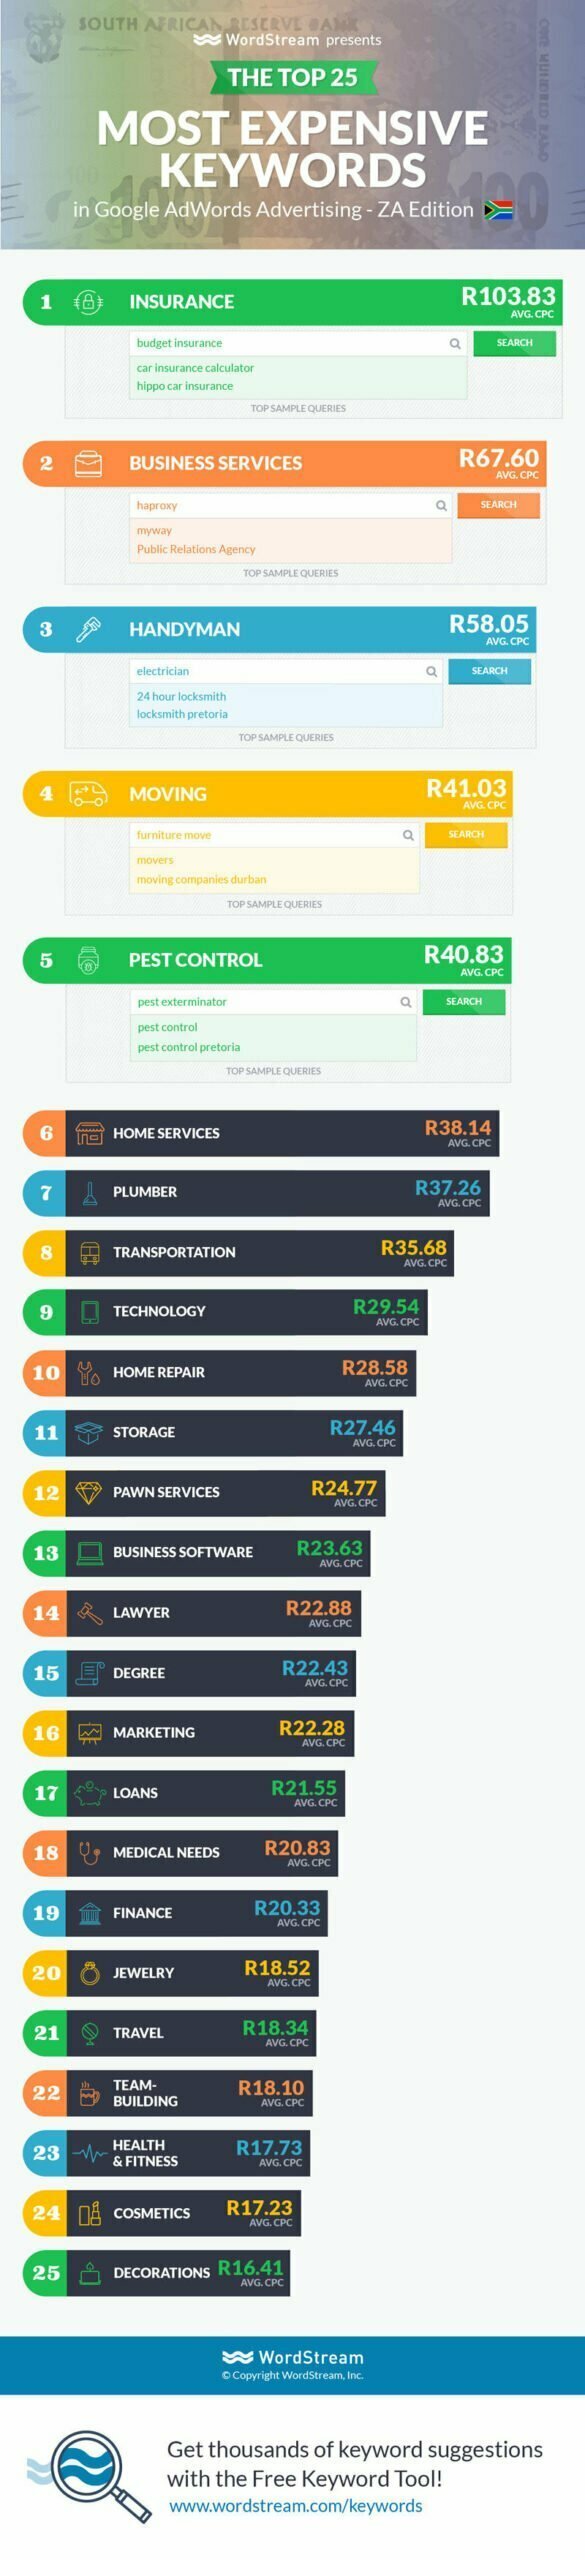 SOUTH AFRICAN RESERVE BANK
WordStream presents
THE TOP 25
MOST EXPENSIVE
KEYWORDS
in Google AdWords Advertising - ZA Edition
1 INSURANCE R103.83
AVG. CPC
budget insurance SEARCH
car insurance calculator
hippo car insurance
TOP SAMPLE QUERIES
2 BUSINESS SERVICES R67.60
AVG. CPC
haproxy SEARCH
myway
Public Relations Agency
TOP SAMPLE QUERIES
3 HANDYMAN R58.05
AVG. CPC
electrician SEARCH
24 hour locksmith
locksmith pretoria
TOP SAMPLE QUERIES
4 MOVING R41.03
AVG. CPC
furniture move SEARCH
movers
moving companies durban
TOP SAMPLE QUERIES
5 PEST CONTROL R40.83
AVG. CPC
pest exterminator SEARCH
pest control
pest control pretoria
TOP SAMPLE QUERIES
6 HOME SERVICES R38.14
AVG. CPC
7 PLUMBER R37.26
AVG. CPC
8 TRANSPORTATION R35.68
AVG. CPC
9 TECHNOLOGY R29.54
AVG. CPC
10 HOME REPAIR R28.58
AVG. CPC
11 STORAGE R27.46
AVG. CPC
12 PAWN SERVICES R24.77
AVG. CPC
13 BUSINESS SOFTWARE R23.63
AVG. CPC
14 LAWYER R22.88
AVG. CPC
15 DEGREE R22.43
AVG. CPC
16 MARKETING R22.28
AVG. CPC
17 LOANS R21.55
AVG. CPC
18 MEDICAL NEEDS R20.83
AVG. CPC
19 FINANCE R20.33
AVG. CPC
20 JEWELRY R18.52
AVG. CPC
21 TRAVEL R18.34
AVG. CPC
22 TEAM-
BUILDING R18.10
AVG. CPC
23 HEALTH
& FITNESS R17.73
AVG. CPC
24 COSMETICS R17.23
AVG. CPC
25 DECORATIONS R16.41
AVG. CPC
WordStream
© Copyright WordStream, Inc.
Get thousands of keyword suggestions
with the Free Keyword Tool!
www.wordstream.com/keywords